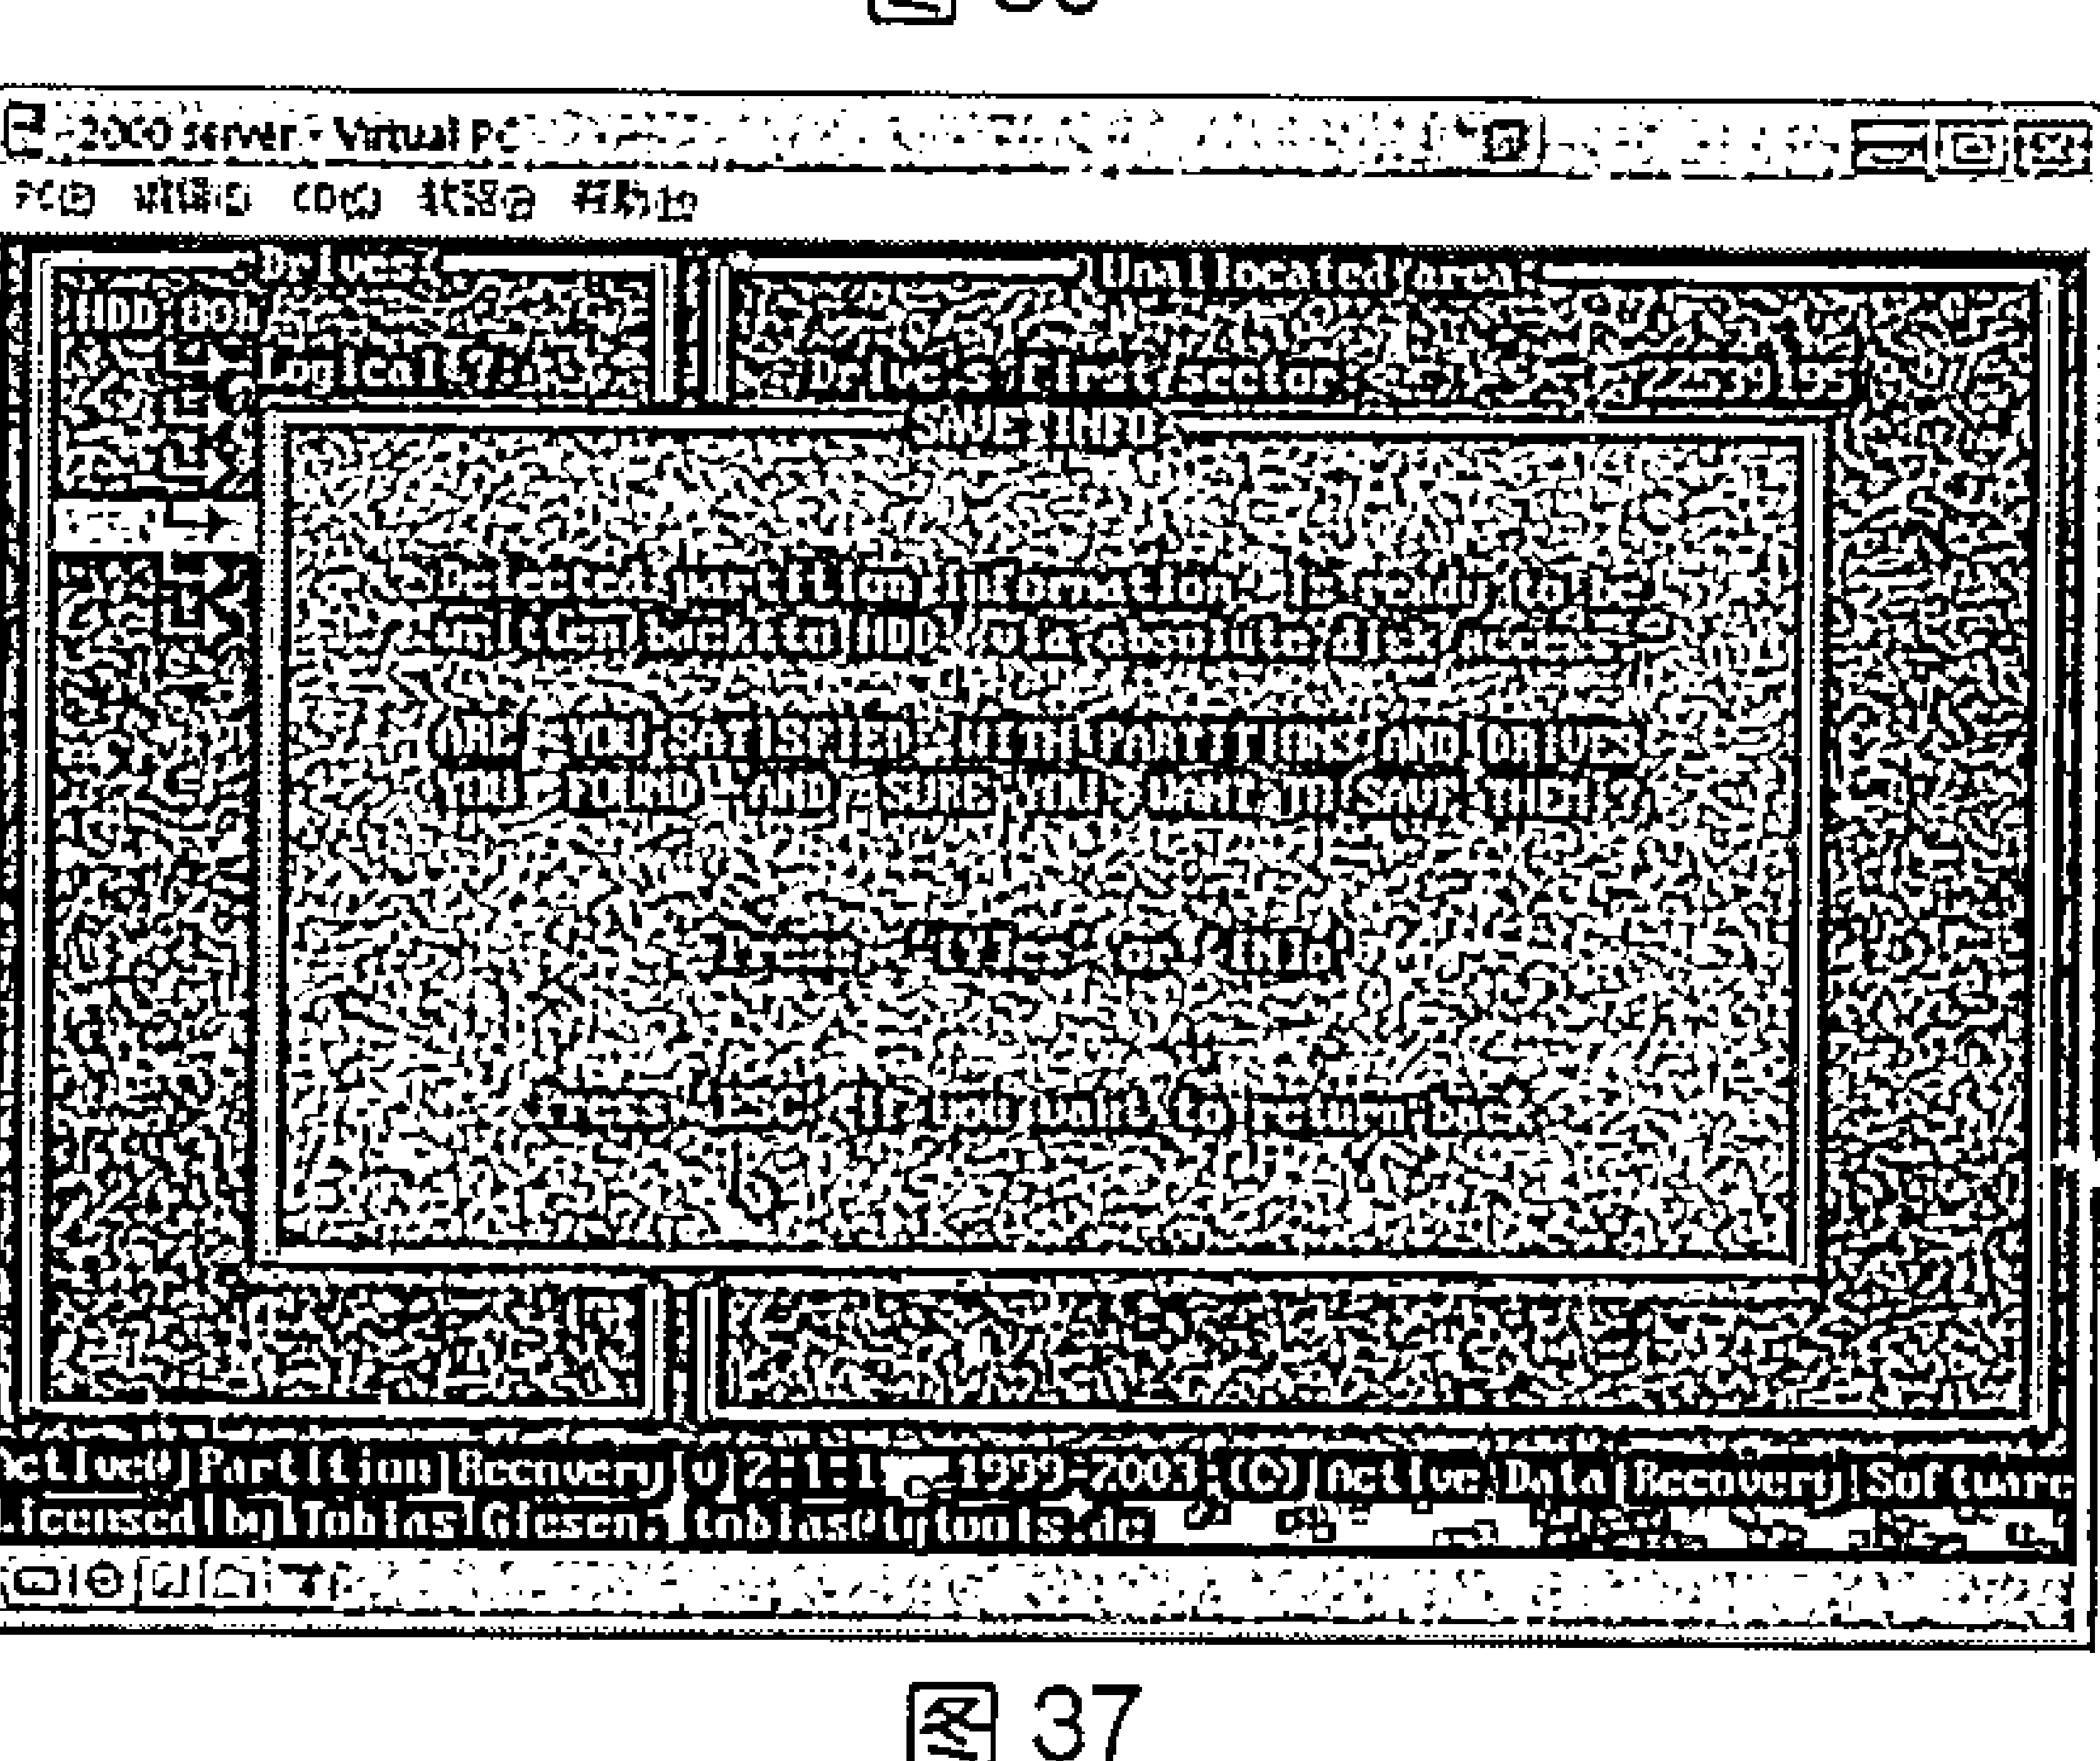 2000 server - Virtual PC
Drives
Unallocated area
HDD 80h
Logical ?:
Drive's first sector
22539195
SAVE INFO
Detected partition information is ready to be
written back to HDD via absolute disk access
ARE YOU SATISFIED WITH PARTITIONS AND DRIVES
YOU FOUND AND SURE YOU WANT TO SAVE THEM ?
Press (Y)es or (N)o
Press ESC if you want to return back
Active@ Partition Recovery v 2.1.1 1999-2003 (C) Active Data Recovery Software
Licensed by Tobias Giesen, tobias@tgtools.de
图 37